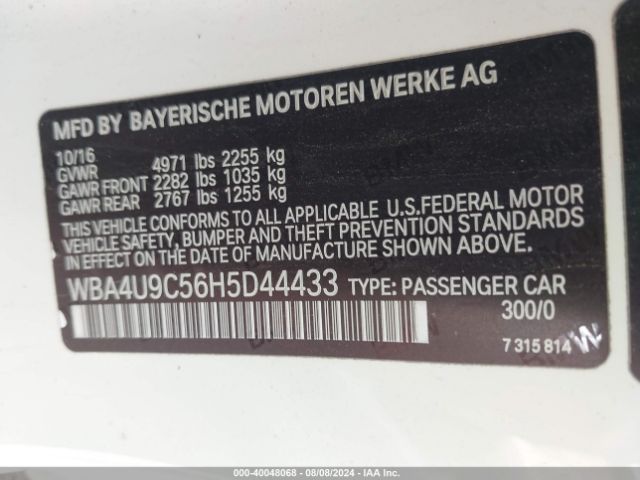 MFD BY BAYERISCHE MOTOREN WERKE AG
10/16
GVWR 4971 lbs 2255 kg
GAWR FRONT 2282 lbs 1035 kg
GAWR REAR 2767 lbs 1255 kg
THIS VEHICLE CONFORMS TO ALL APPLICABLE U.S.FEDERAL MOTOR
VEHICLE SAFETY, BUMPER AND THEFT PREVENTION STANDARDS
IN EFFECT ON THE DATE OF MANUFACTURE SHOWN ABOVE.
WBA4U9C56H5D44433 TYPE: PASSENGER CAR
300/0
7 315 814
BMW
000-40048068 - 08/08/2024 - IAAI.COM